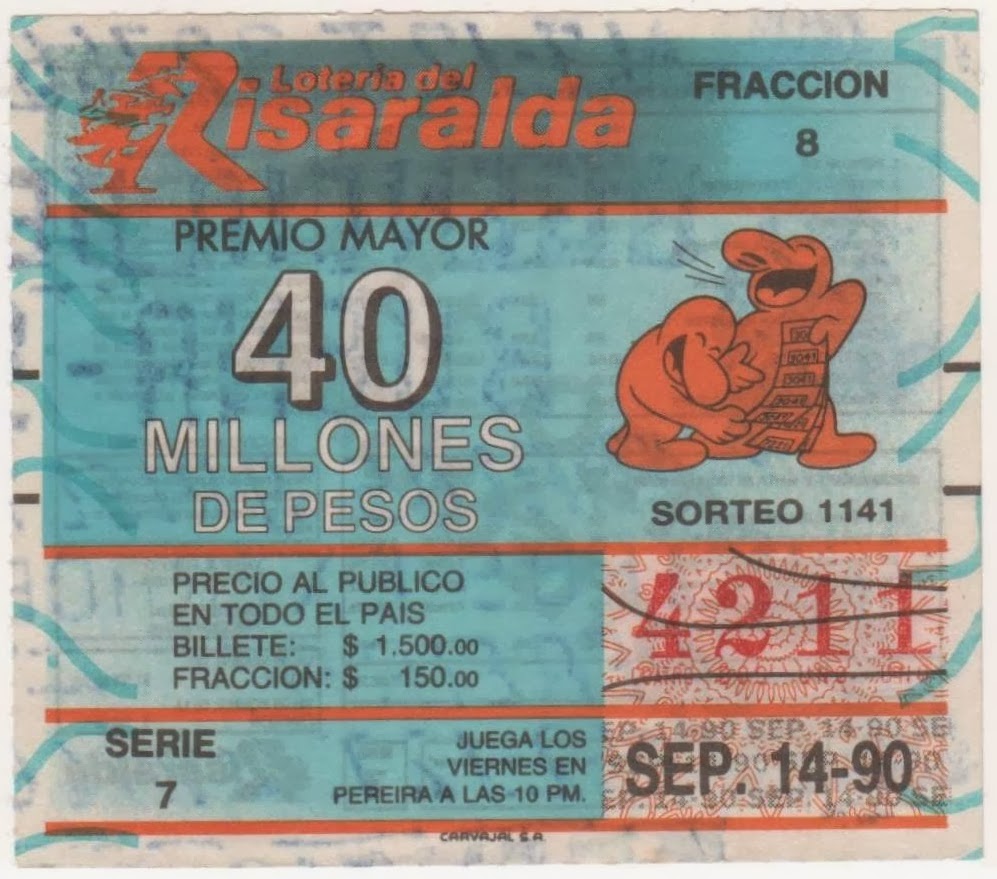 Lotería del
Risaralda
FRACCION
8
PREMIO MAYOR
40
MILLONES
DE PESOS
SORTEO 1141
PRECIO AL PUBLICO
EN TODO EL PAIS
BILLETE: $ 1.500.00
FRACCION: $ 150.00
4211
SERIE
7
JUEGA LOS
VIERNES EN
PEREIRA A LAS 10 PM.
SEP. 14-90
CARVAJAL S.A.